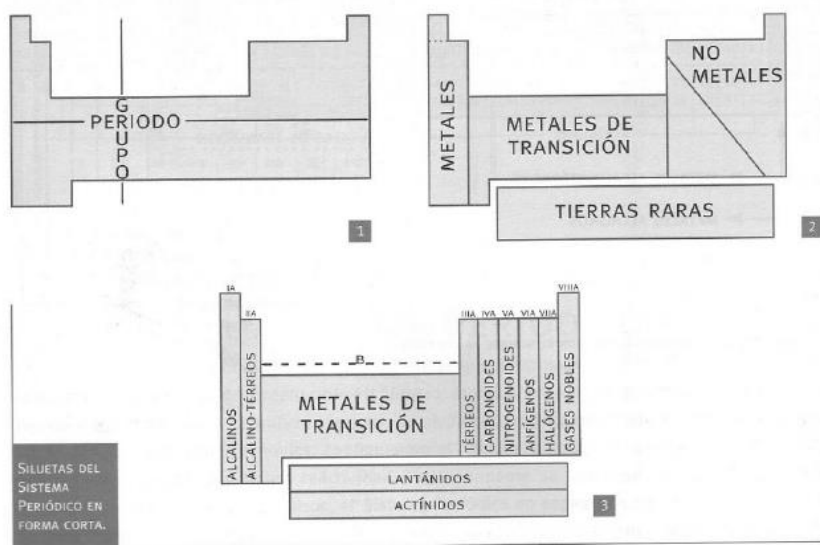 GRUPO
PERIODO
1
METALES
METALES DE
TRANSICIÓN
NO
METALES
TIERRAS RARAS
2
IA
IIA
B
IIIA
IVA
VA
VIA
VIIA
VIIIA
ALCALINOS
ALCALINO-TÉRREOS
METALES DE
TRANSICIÓN
TÉRREOS
CARBONOIDES
NITROGENOIDES
ANFÍGENOS
HALÓGENOS
GASES NOBLES
LANTÁNIDOS
ACTÍNIDOS
3
SILUETAS DEL
SISTEMA
PERIÓDICO EN
FORMA CORTA.